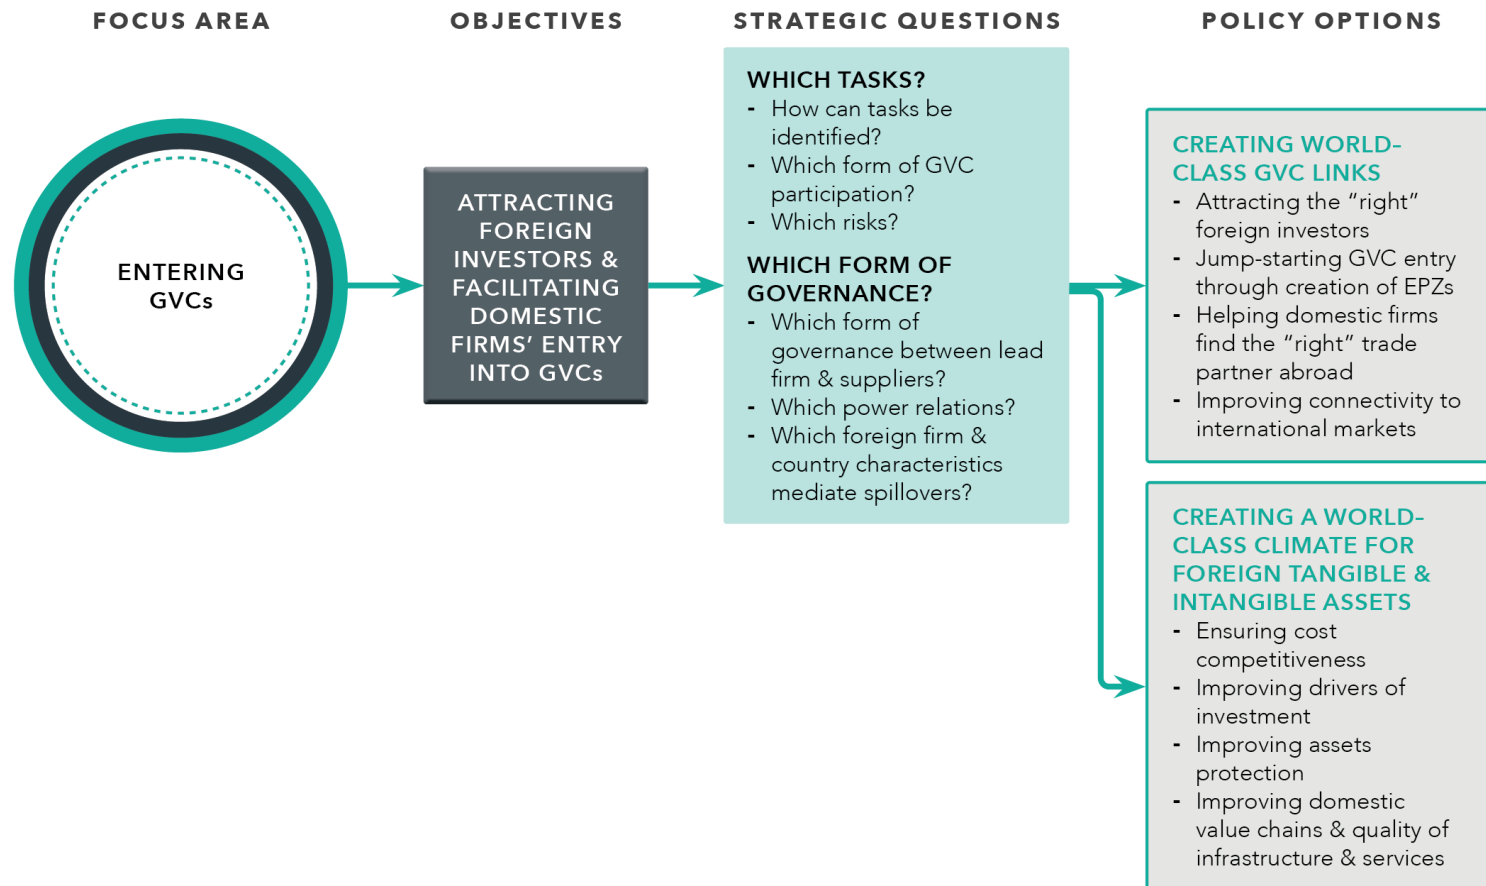 FOCUS AREA
OBJECTIVES
STRATEGIC QUESTIONS
POLICY OPTIONS
ENTERING
GVCs
ATTRACTING
FOREIGN
INVESTORS &
FACILITATING
DOMESTIC
FIRMS’ ENTRY
INTO GVCs
WHICH TASKS?
- How can tasks be
identified?
- Which form of GVC
participation?
- Which risks?
WHICH FORM OF
GOVERNANCE?
- Which form of
governance between lead
firm & suppliers?
- Which power relations?
- Which foreign firm &
country characteristics
mediate spillovers?
CREATING WORLD-
CLASS GVC LINKS
- Attracting the “right”
foreign investors
- Jump-starting GVC entry
through creation of EPZs
- Helping domestic firms
find the “right” trade
partner abroad
- Improving connectivity to
international markets
CREATING A WORLD-
CLASS CLIMATE FOR
FOREIGN TANGIBLE &
INTANGIBLE ASSETS
- Ensuring cost
competitiveness
- Improving drivers of
investment
- Improving assets
protection
- Improving domestic
value chains & quality of
infrastructure & services